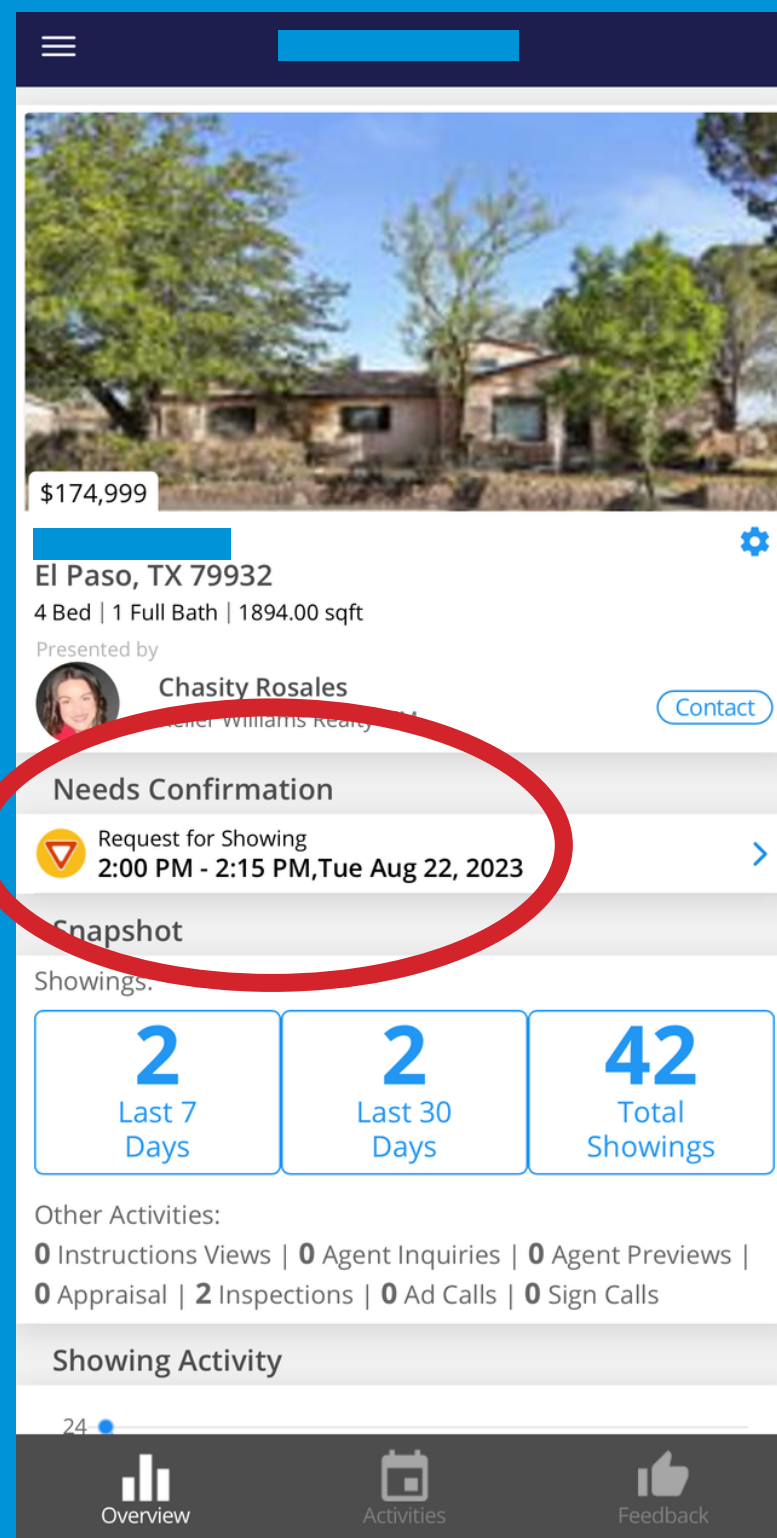 $174,999
El Paso, TX 79932
4 Bed | 1 Full Bath | 1894.00 sqft
Presented by
Chasity Rosales
Keller Williams Realty
Contact
Needs Confirmation
Request for Showing
2:00 PM - 2:15 PM,Tue Aug 22, 2023
Snapshot
Showings:
2
Last 7
Days
2
Last 30
Days
42
Total
Showings
Other Activities:
0 Instructions Views | 0 Agent Inquiries | 0 Agent Previews |
0 Appraisal | 2 Inspections | 0 Ad Calls | 0 Sign Calls
Showing Activity
24
Overview
Activities
Feedback